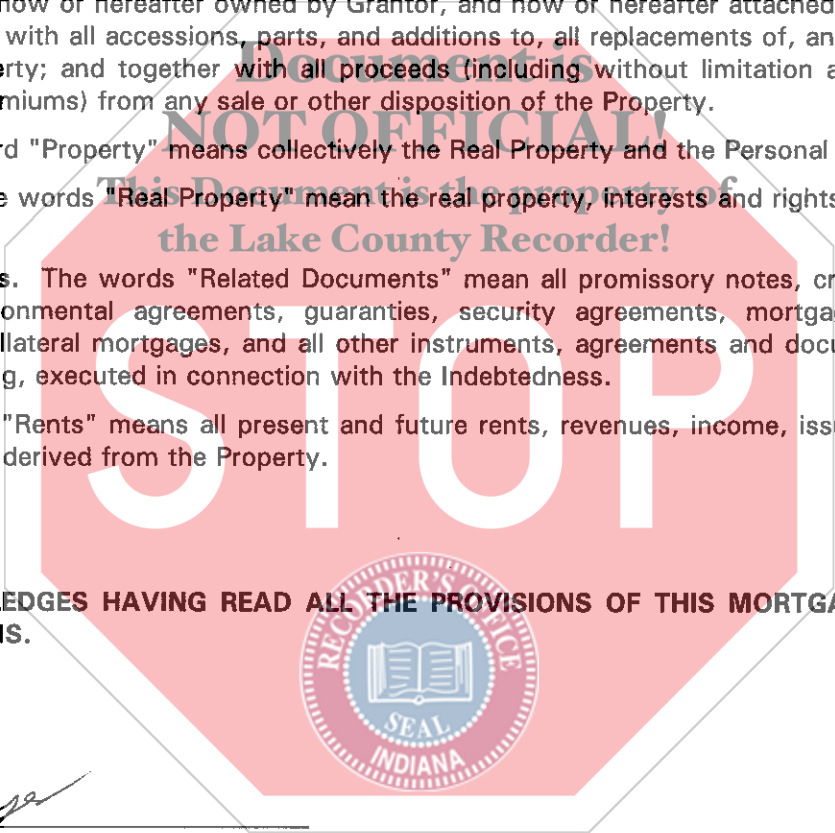 now or hereafter owned by Grantor, and now or hereafter attached
with all accessions, parts, and additions to, all replacements of, an
erty; and together with all proceeds (including without limitation a
miums) from any sale or other disposition of the Property.
rd "Property" means collectively the Real Property and the Personal
e words "Real Property" mean the real property, interests and rights
s. The words "Related Documents" mean all promissory notes, cr
onmental agreements, guaranties, security agreements, mortga
llateral mortgages, and all other instruments, agreements and docu
g, executed in connection with the Indebtedness.
"Rents" means all present and future rents, revenues, income, issu
derived from the Property.
LEDGES HAVING READ ALL THE PROVISIONS OF THIS MORTGA
IS.
Document is
NOT OFFICIAL!
This Document is the property of
the Lake County Recorder!
STOP
RECORDER'S OFFICE
SEAL
INDIANA